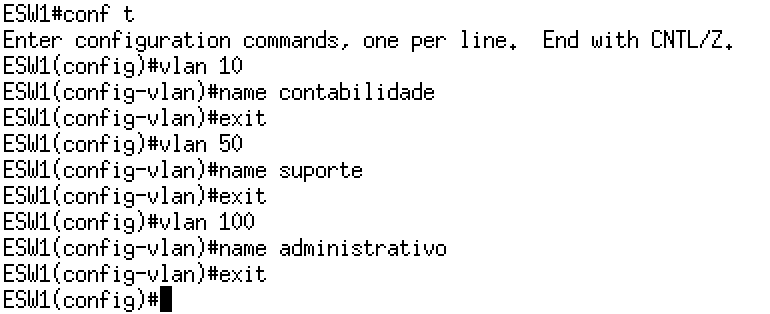 ESW1#conf t
Enter configuration commands, one per line.  End with CNTL/Z.
ESW1(config)#vlan 10
ESW1(config-vlan)#name contabilidade
ESW1(config-vlan)#exit
ESW1(config)#vlan 50
ESW1(config-vlan)#name suporte
ESW1(config-vlan)#exit
ESW1(config)#vlan 100
ESW1(config-vlan)#name administrativo
ESW1(config-vlan)#exit
ESW1(config)#